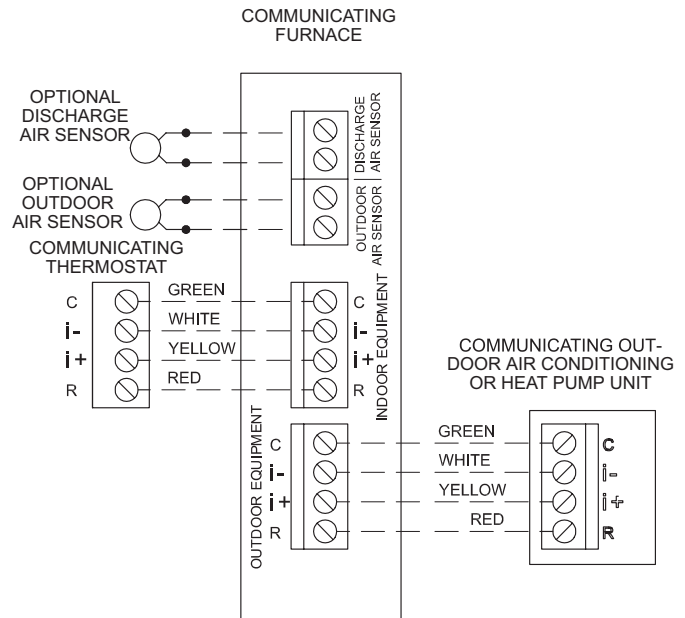 COMMUNICATING
FURNACE
OPTIONAL
DISCHARGE
AIR SENSOR
DISCHARGE
AIR SENSOR
OPTIONAL
OUTDOOR
AIR SENSOR
OUTDOOR
AIR SENSOR
COMMUNICATING
THERMOSTAT
C
i-
i+
R
GREEN
WHITE
YELLOW
RED
C
i-
i+
R
INDOOR EQUIPMENT
COMMUNICATING OUT-
DOOR AIR CONDITIONING
OR HEAT PUMP UNIT
OUTDOOR EQUIPMENT
C
i-
i+
R
GREEN
WHITE
YELLOW
RED
C
i-
i+
R